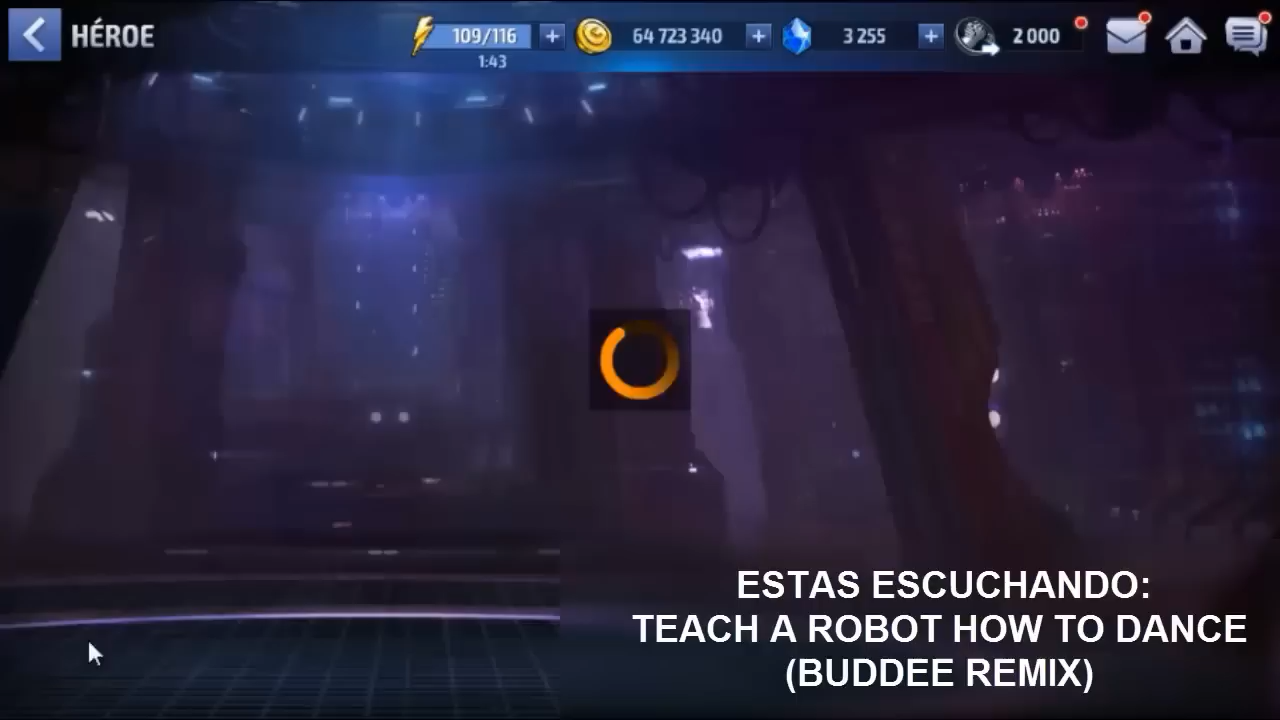 HÉROE
109/116
1:43
64 723 340
3 255
2 000
ESTAS ESCUCHANDO:
TEACH A ROBOT HOW TO DANCE
(BUDDEE REMIX)